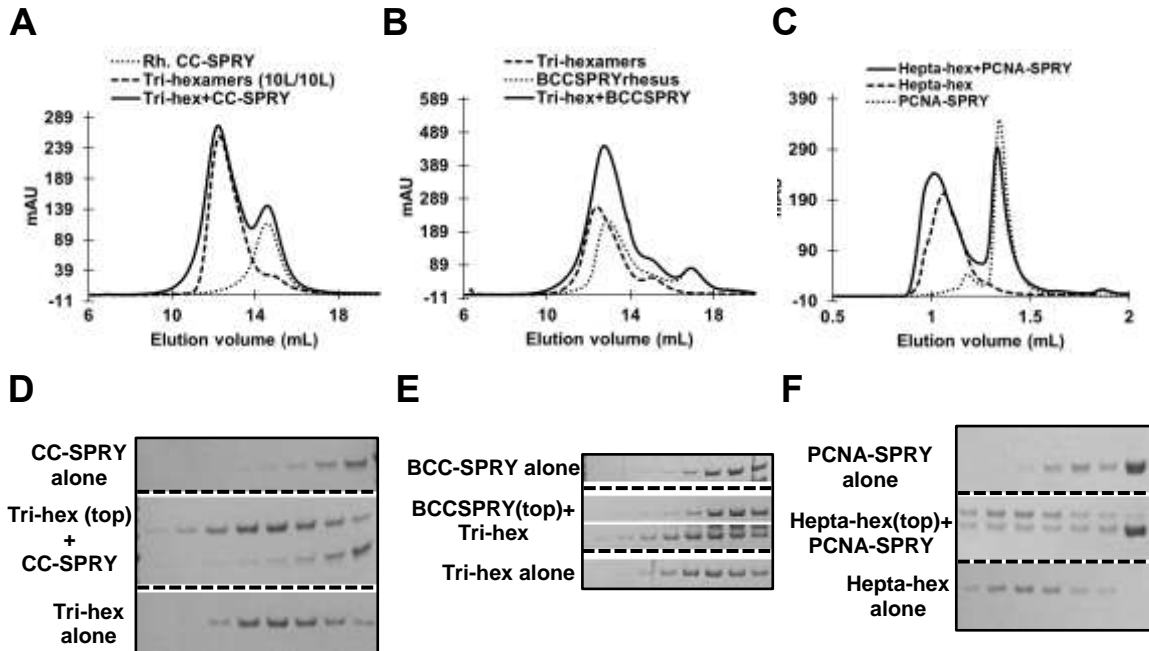 A
Rh. CC-SPRY
Tri-hexamers (10L/10L)
Tri-hex+CC-SPRY
289
239
189
139
89
39
-11
mAU
6 10 14 18
Elution volume (mL)
B
Tri-hexamers
BCCSPRYrhesus
Tri-hex+BCCSPRY
589
489
389
289
189
89
-11
mAU
6 10 14 18
Elution volume (mL)
C
Hepta-hex+PCNA-SPRY
Hepta-hex
PCNA-SPRY
390
290
190
90
-10
0.5 1 1.5 2
Elution volume (mL)
D
CC-SPRY
alone
Tri-hex (top)
+
CC-SPRY
Tri-hex
alone
E
BCC-SPRY alone
BCCSPRY(top)+
Tri-hex
Tri-hex alone
F
PCNA-SPRY
alone
Hepta-hex(top)+
PCNA-SPRY
Hepta-hex
alone